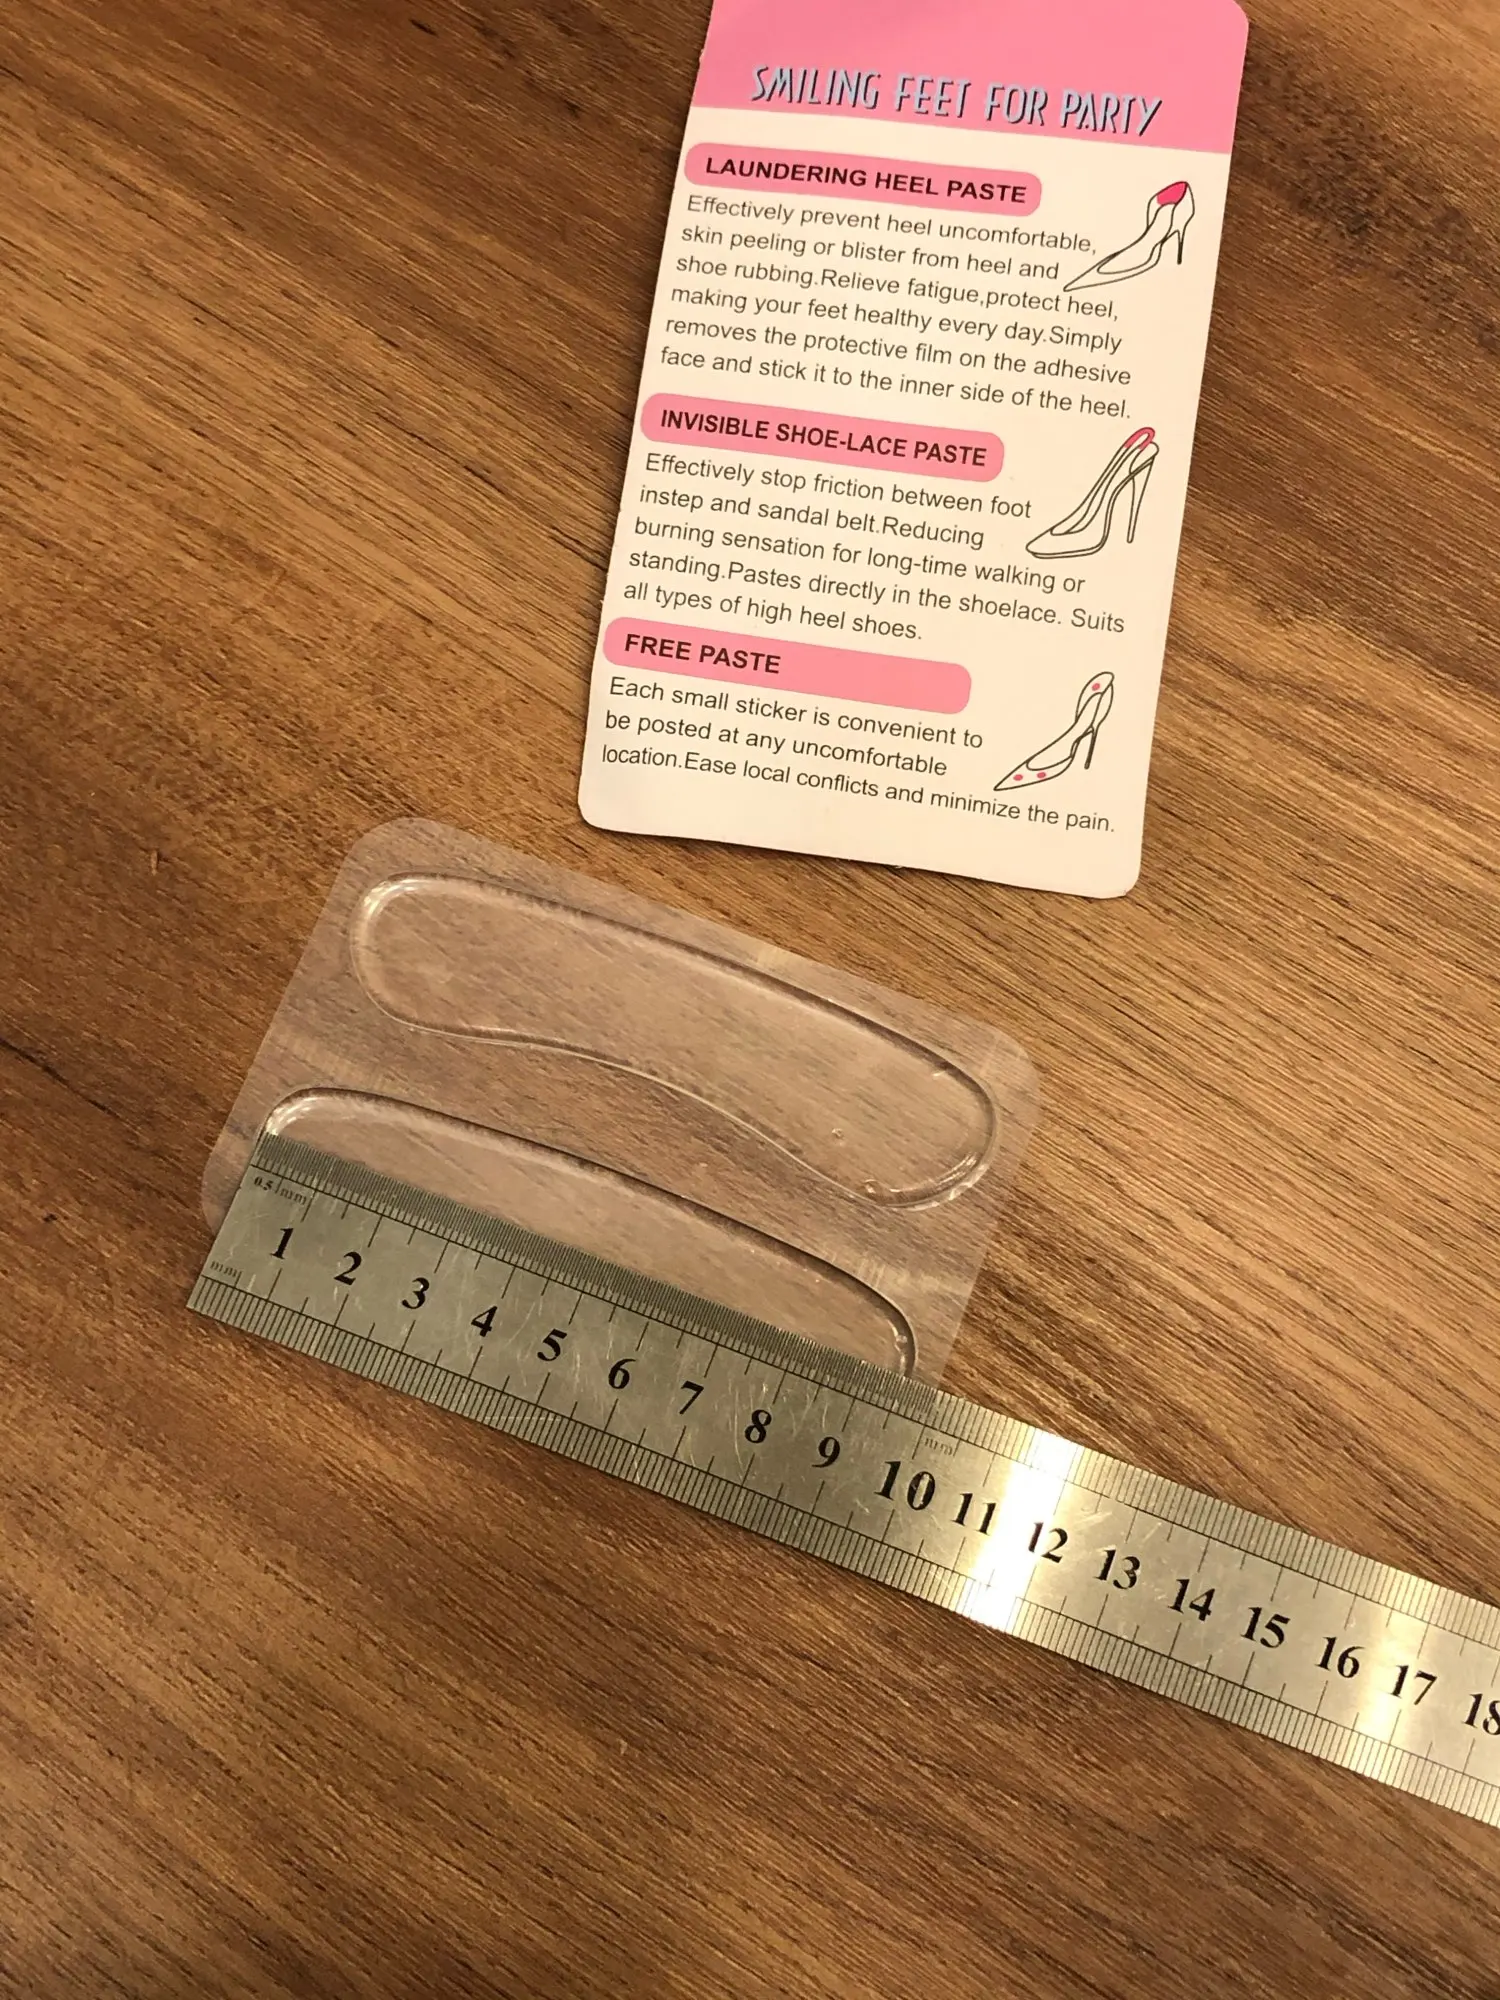 SMILING FEET FOR PARTY
LAUNDERING HEEL PASTE
Effectively prevent heel uncomfortable,
skin peeling or blister from heel and
shoe rubbing.Relieve fatigue,protect heel,
making your feet healthy every day.Simply
removes the protective film on the adhesive
face and stick it to the inner side of the heel.
INVISIBLE SHOE-LACE PASTE
Effectively stop friction between foot
instep and sandal belt.Reducing
burning sensation for long-time walking or
standing.Pastes directly in the shoelace. Suits
all types of high heel shoes.
FREE PASTE
Each small sticker is convenient to
be posted at any uncomfortable
location.Ease local conflicts and minimize the pain.
0.5 mm
mm
1 2 3 4 5 6 7 8 9 10 11 12 13 14 15 16 17 18
mm